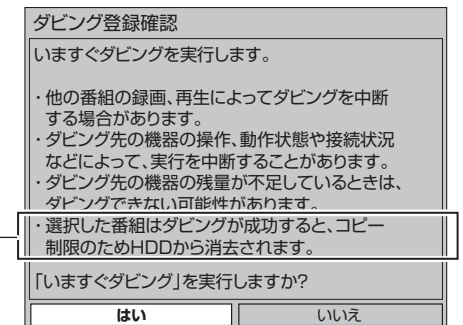 ダビング登録確認
いますぐダビングを実行します。
・他の番組の録画、再生によってダビングを中断
する場合があります。
・ダビング先の機器の操作、動作状態や接続状況
などによって、実行を中断することがあります。
・ダビング先の機器の残量が不足しているときは、
ダビングできない可能性があります。
・選択した番組はダビングが成功すると、コピー
制限のためHDDから消去されます。
「いますぐダビング」を実行しますか?
はい
いいえ